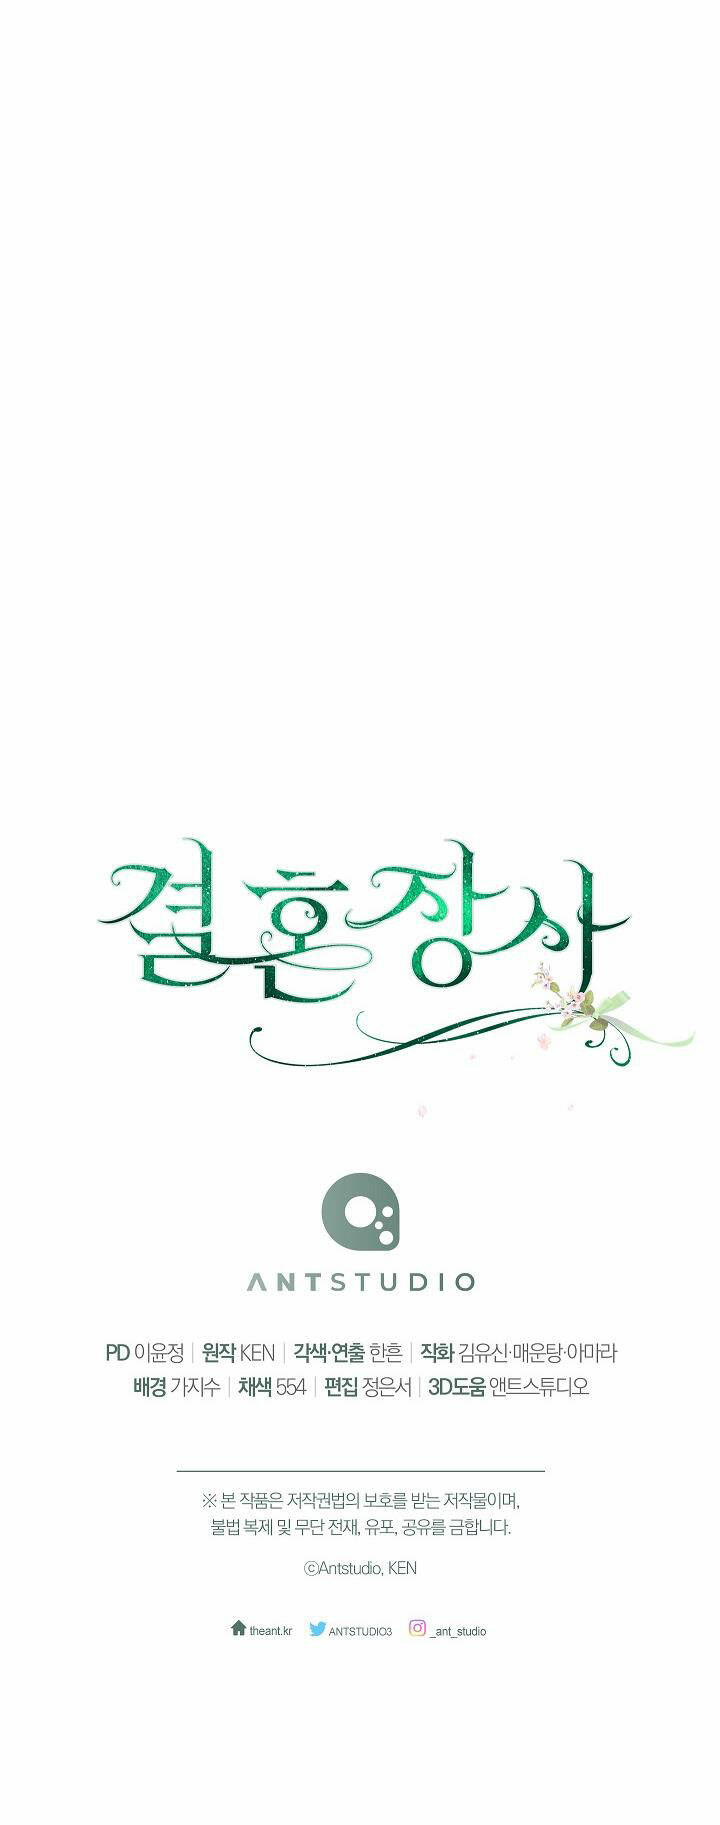 결혼장사
ANTSTUDIO
PD 이윤정 | 원작 KEN | 각색·연출 한흔 | 작화 김유신·매운탕·아마라
배경 가지수 | 채색 554 | 편집 정은서 | 3D도움 앤트스튜디오
※ 본 작품은 저작권법의 보호를 받는 저작물이며,
불법 복제 및 무단 전재, 유포, 공유를 금합니다.
ⓒAntstudio, KEN
theant.kr ANTSTUDIO3 _ant_studio